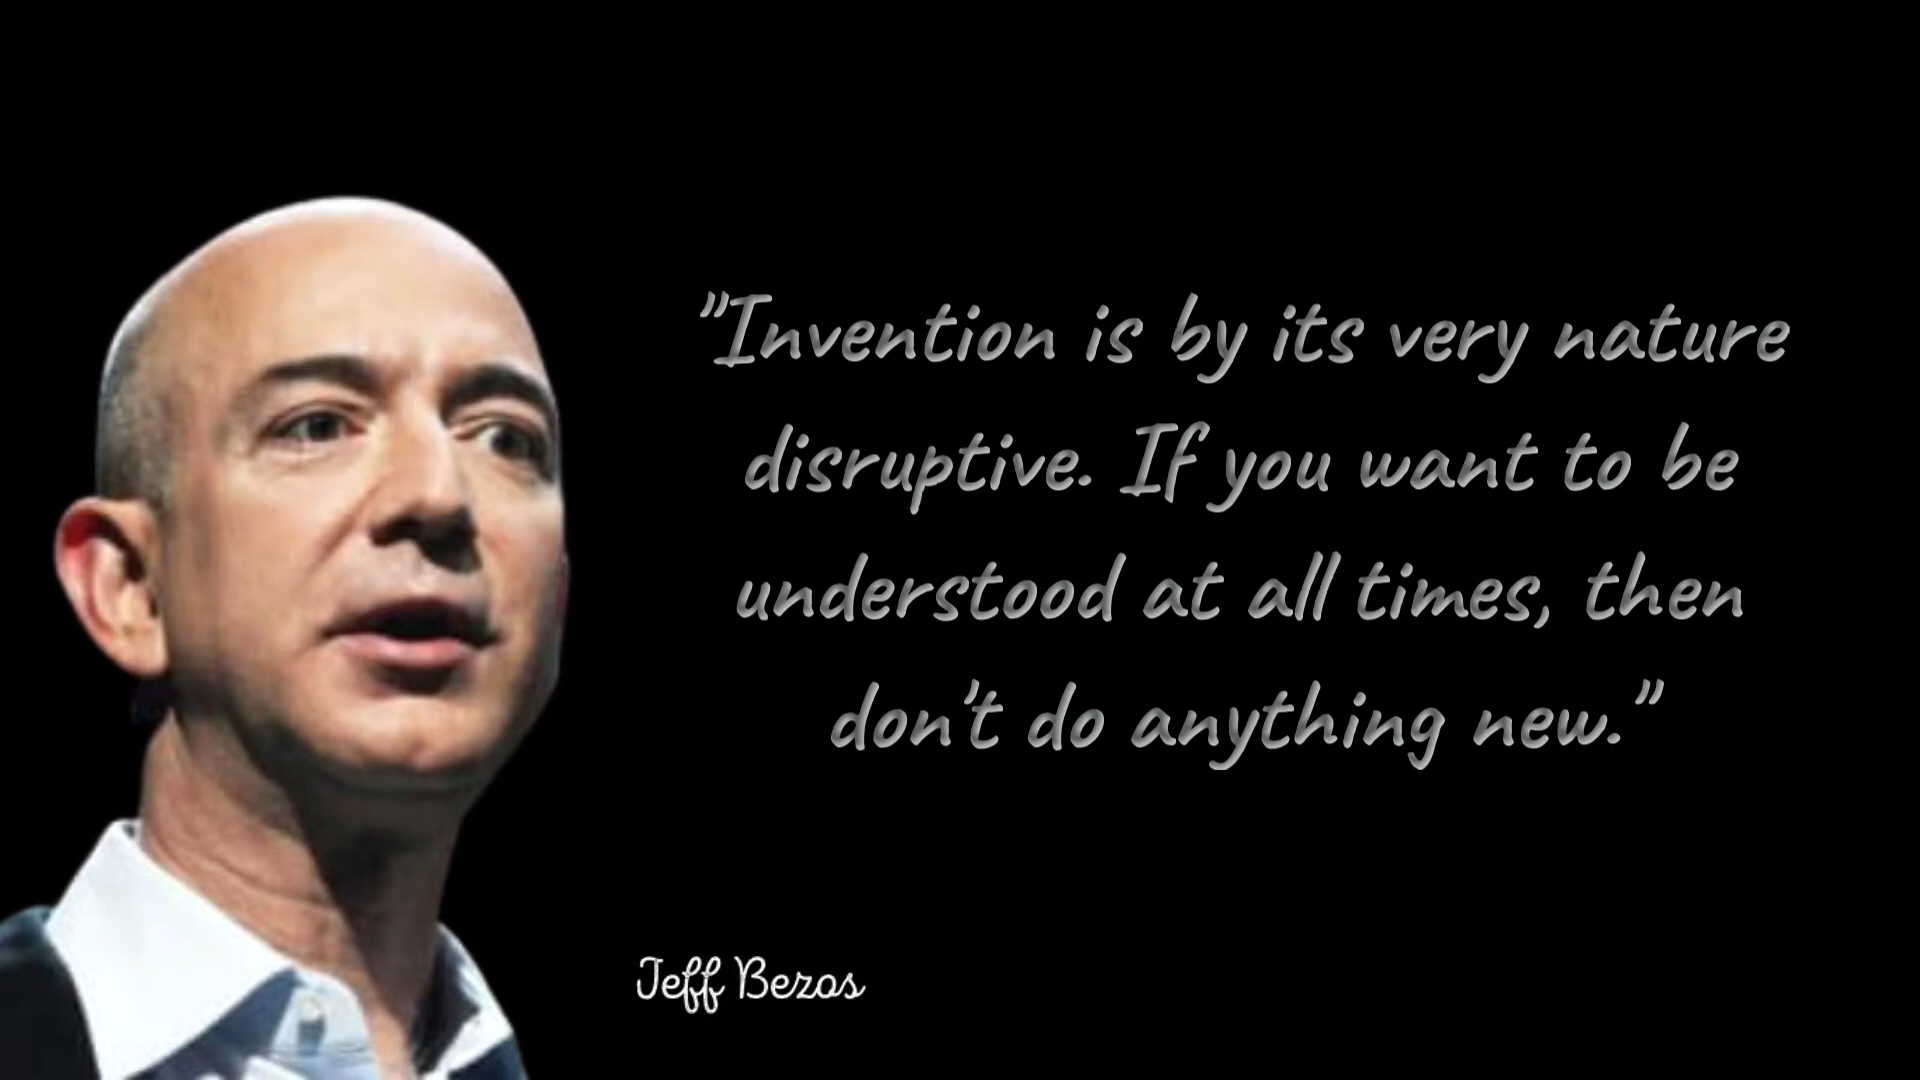 "Invention is by its very nature
disruptive. If you want to be
understood at all times, then
don't do anything new."
Jeff Bezos